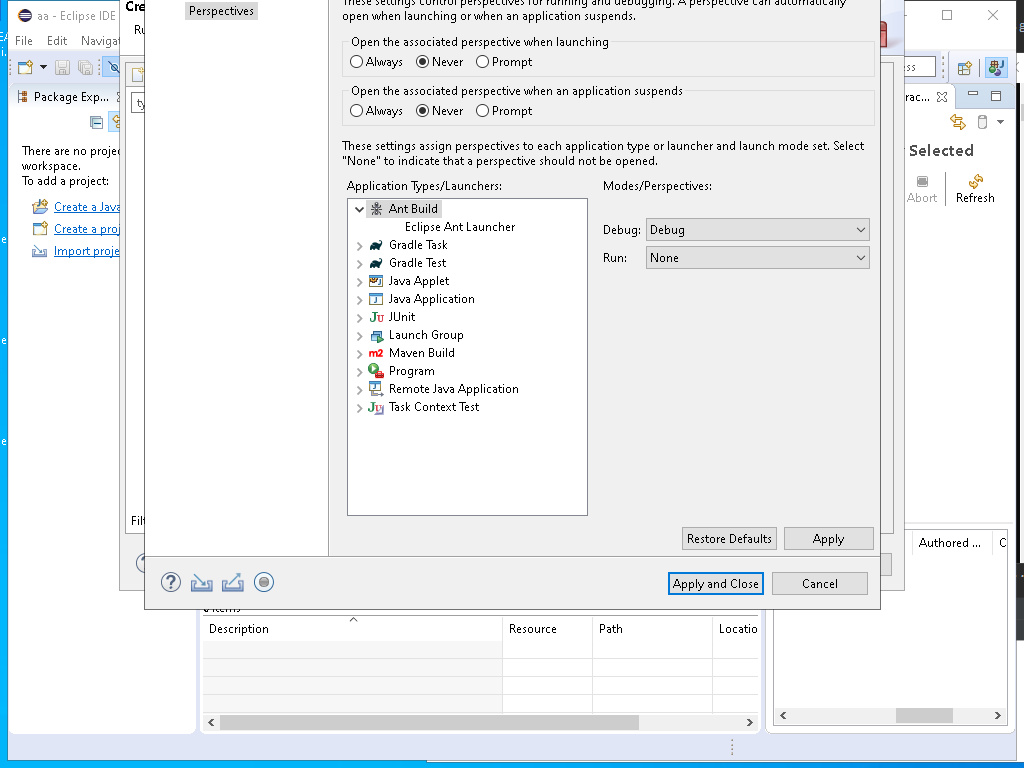 aa - Eclipse IDE
Cre
Perspectives
These settings control perspectives for running and debugging. A perspective can automatically
open when launching or when an application suspends.
File Edit Navigat
Ru
Open the associated perspective when launching
Always Never Prompt
Open the associated perspective when an application suspends
Always Never Prompt
Package Exp...
ty
rac...
There are no proje
workspace.
To add a project:
Create a Java
Create a proj
Import proje
These settings assign perspectives to each application type or launcher and launch mode set. Select
"None" to indicate that a perspective should not be opened.
Application Types/Launchers:
Modes/Perspectives:
Ant Build
Eclipse Ant Launcher
Gradle Task
Gradle Test
Java Applet
Java Application
JUnit
Launch Group
Maven Build
Program
Remote Java Application
Task Context Test
Debug: Debug
Run: None
Selected
Abort Refresh
Restore Defaults Apply
Filt
Authored ... C
Apply and Close Cancel
Description Resource Path Locatio